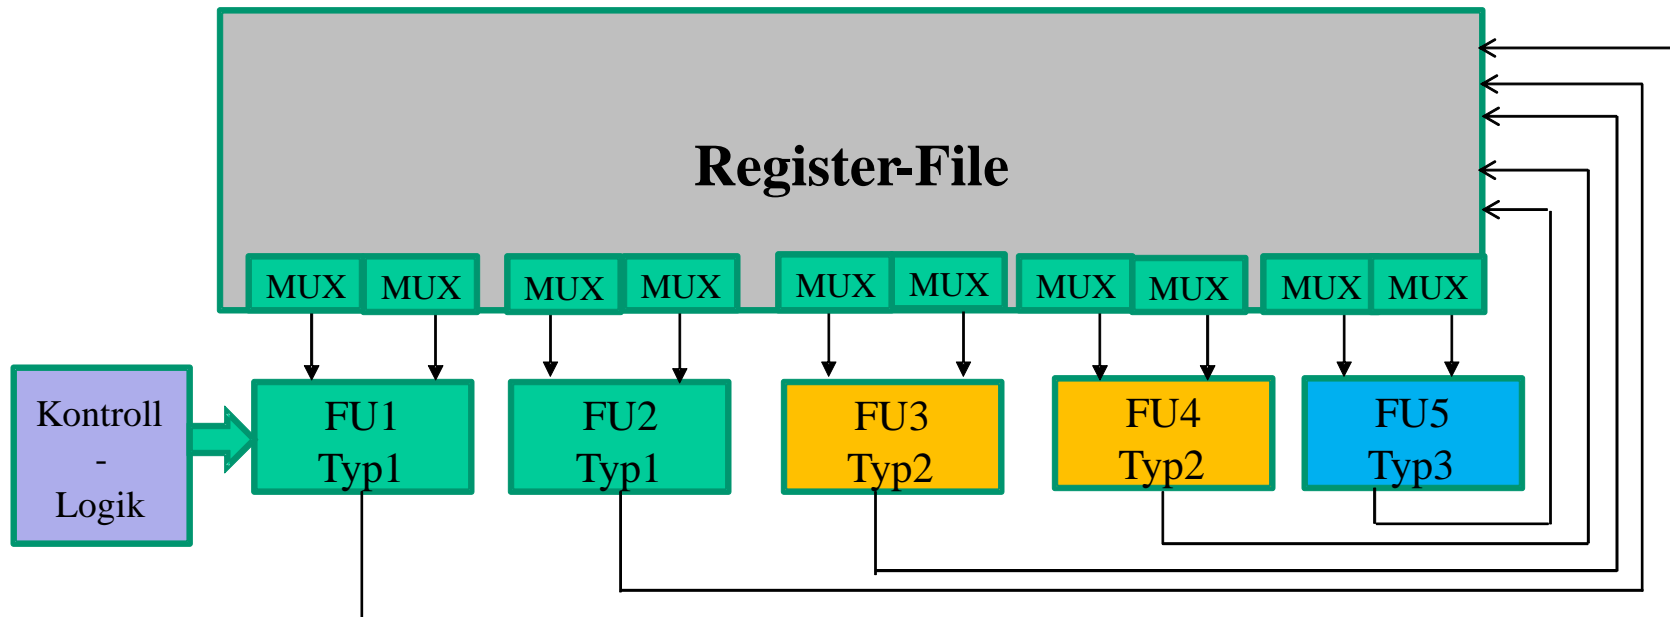 Register-File
MUX MUX MUX MUX MUX MUX MUX MUX MUX MUX
Kontroll
-
Logik
FU1
Typ1
FU2
Typ1
FU3
Typ2
FU4
Typ2
FU5
Typ3